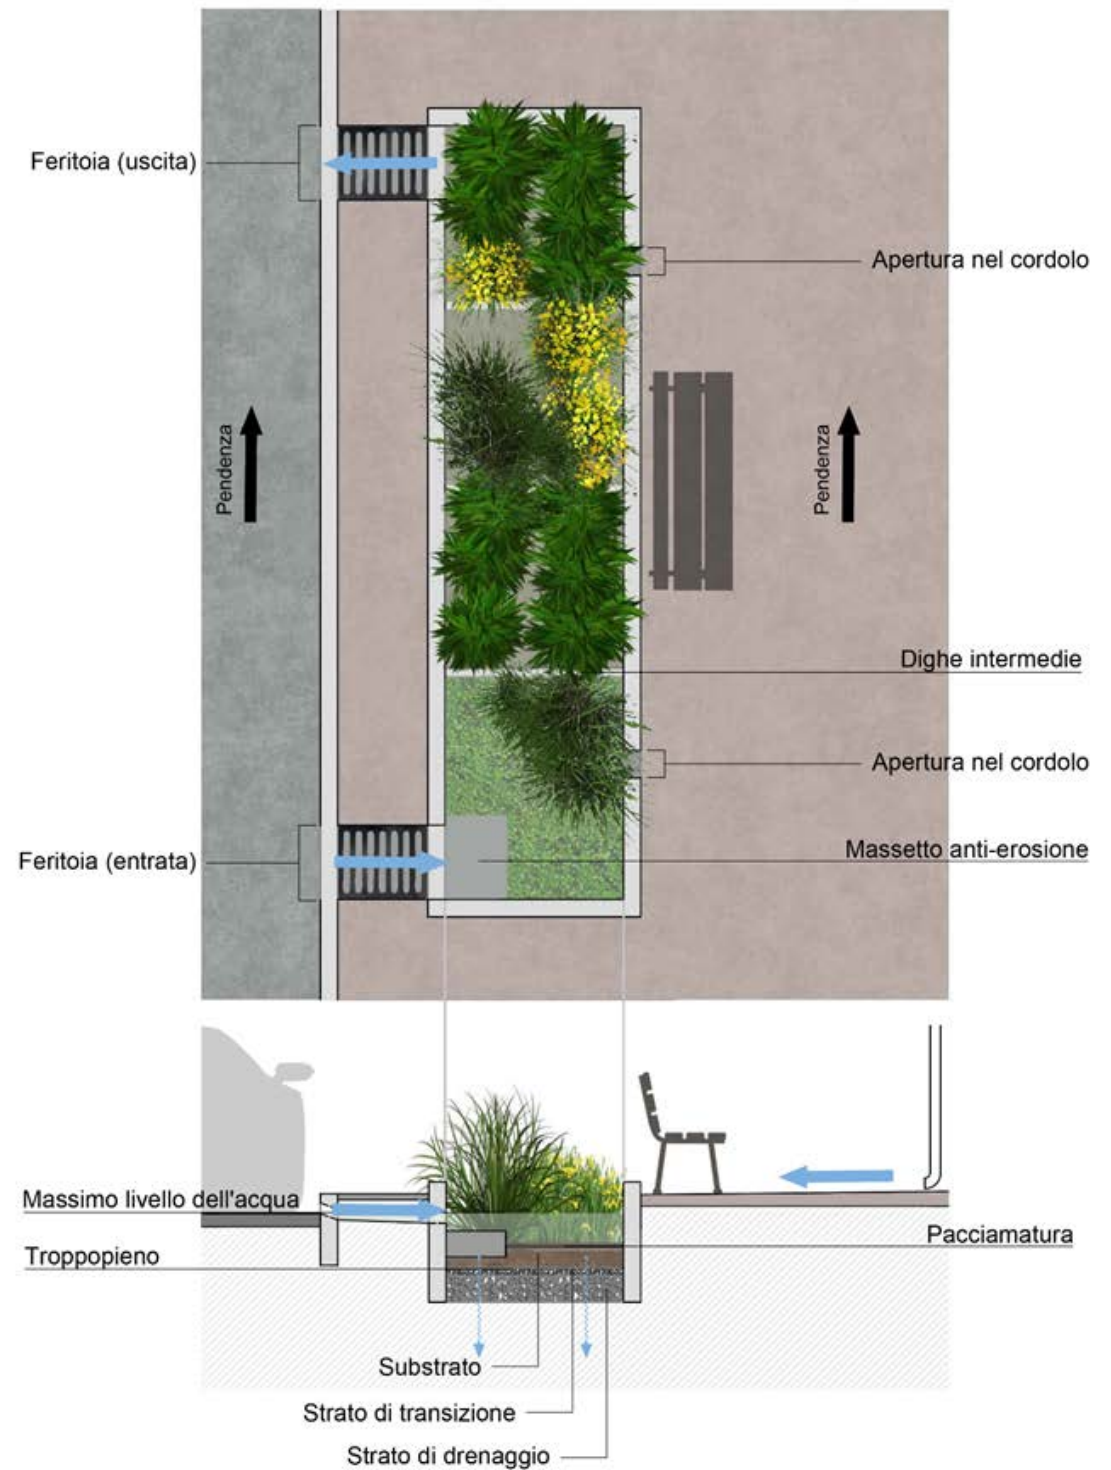 Feritoia (uscita)
Apertura nel cordolo
Pendenza
Pendenza
Dighe intermedie
Apertura nel cordolo
Massetto anti-erosione
Feritoia (entrata)
Massimo livello dell'acqua
Pacciamatura
Troppopieno
Substrato
Strato di transizione
Strato di drenaggio